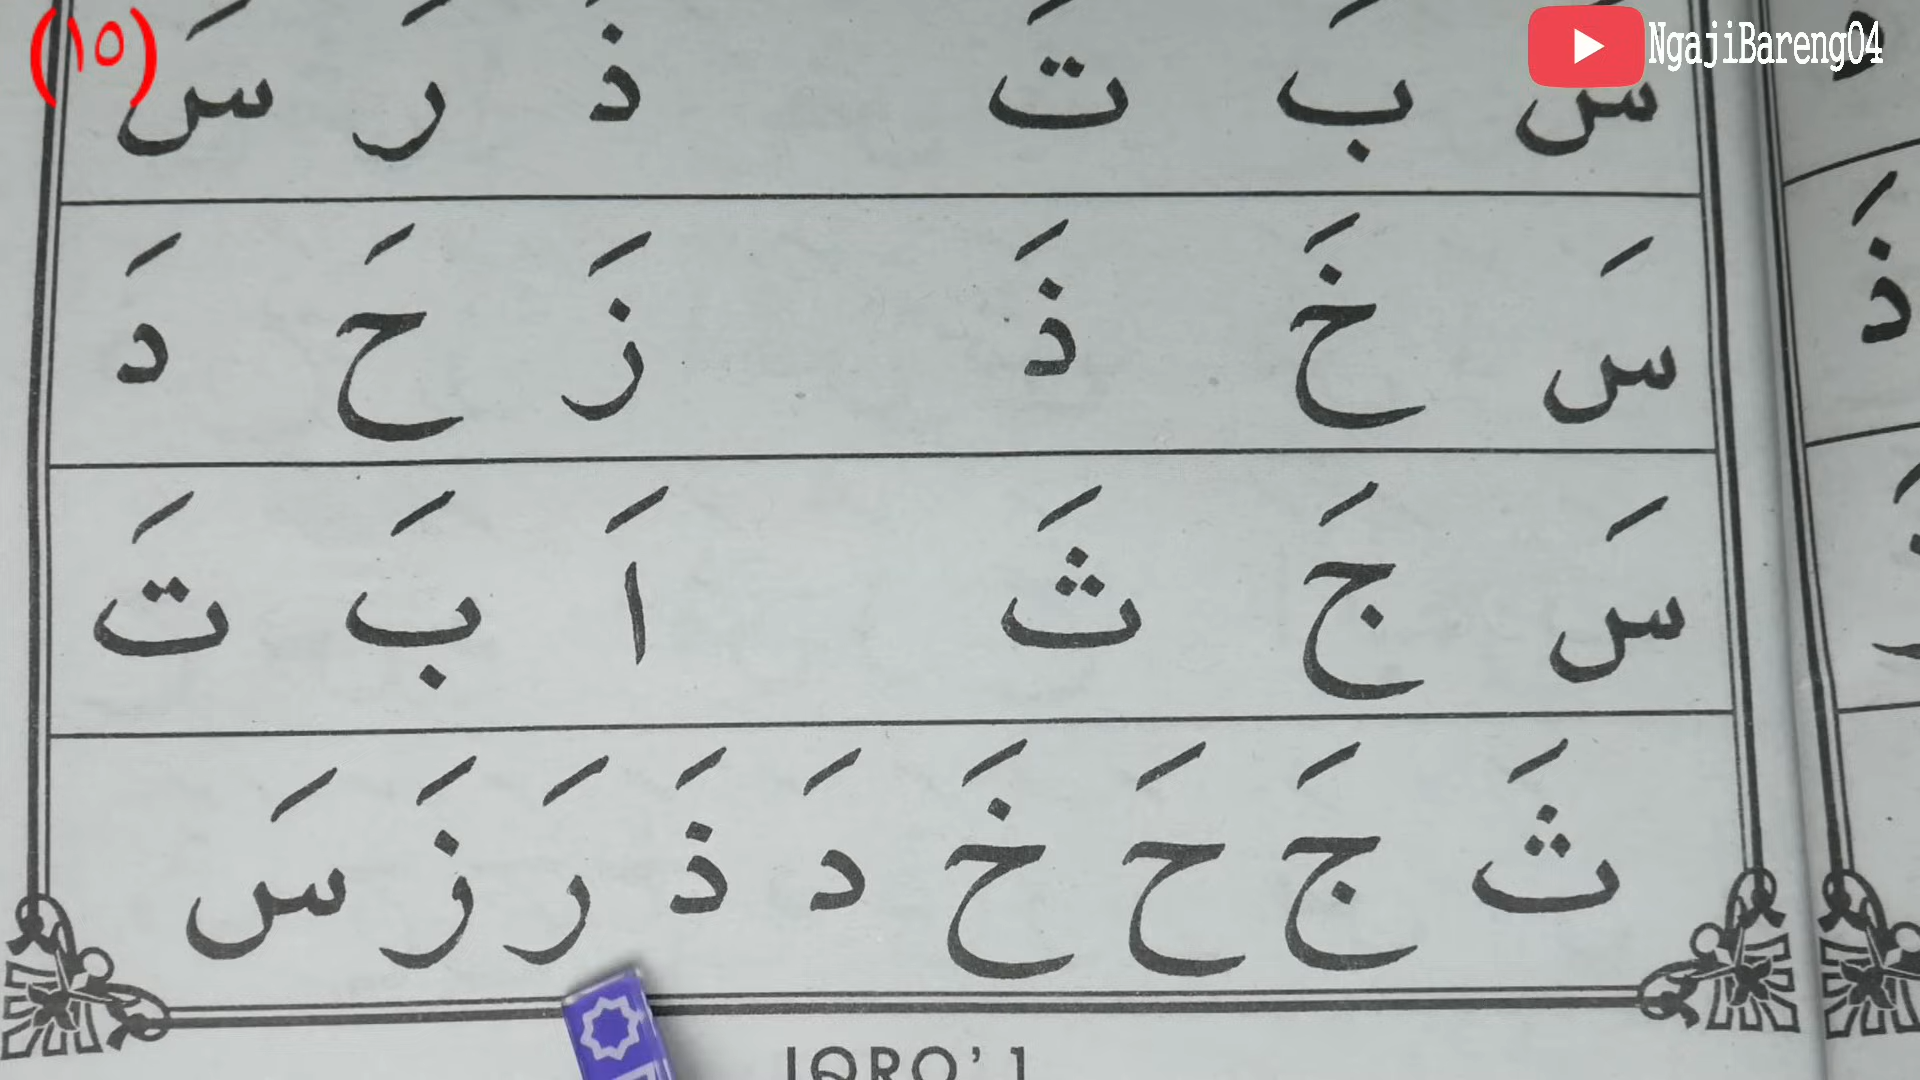 (١٥)
NgajiBareng04
سَ بَ تَ ذَ رَ سَ
سَ خَ ذَ زَ حَ دَ
سَ جَ ثَ اَ بَ تَ
ثَ جَ حَ خَ دَ ذَ رَ زَ سَ
IQRO' 1